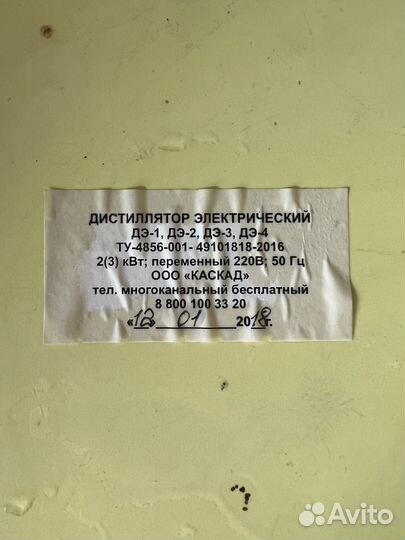 ДИСТИЛЛЯТОР ЭЛЕКТРИЧЕСКИЙ
ДЭ-1, ДЭ-2, ДЭ-3, ДЭ-4
ТУ-4856-001- 49101818-2016
2(3) кВт; переменный 220В; 50 Гц
ООО «КАСКАД»
тел. многоканальный бесплатный
8 800 100 33 20
«12» 01 2018г.
Avito